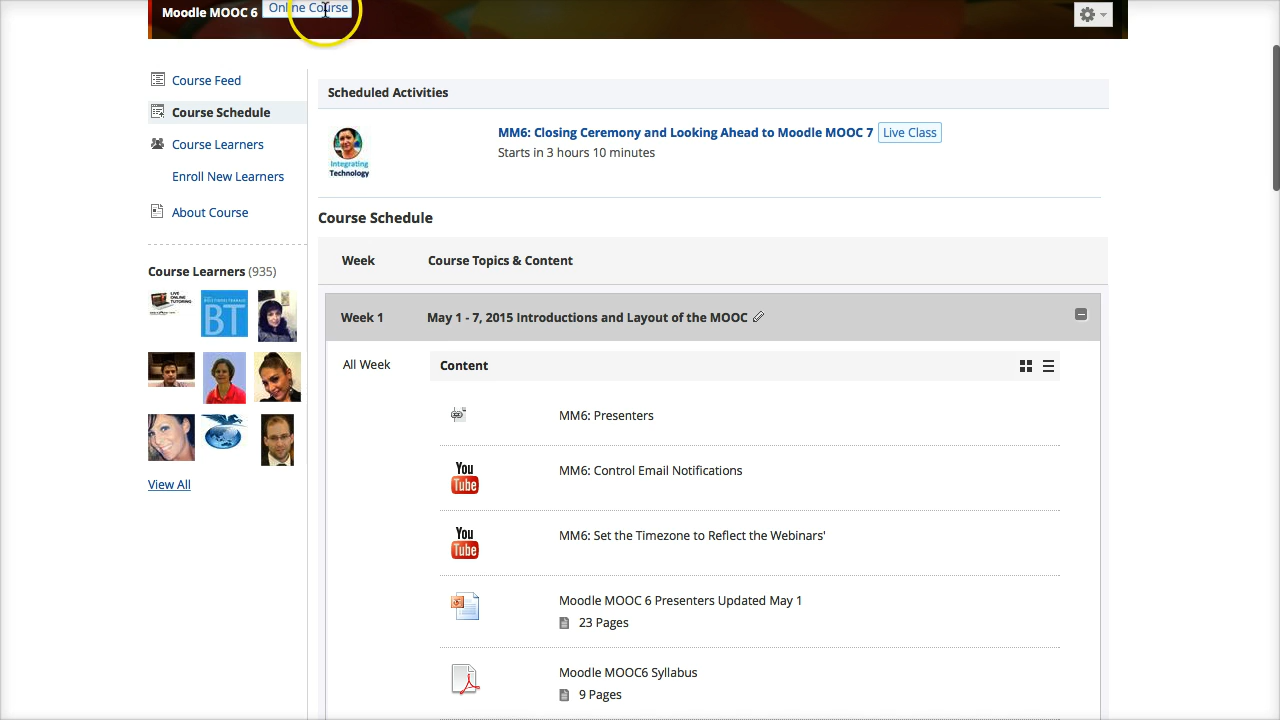 Moodle MOOC 6 Online Course
Course Feed
Course Schedule
Course Learners
Enroll New Learners
About Course
Course Learners (935)
BT
View All
Scheduled Activities
Integrating
Technology
MM6: Closing Ceremony and Looking Ahead to Moodle MOOC 7 Live Class
Starts in 3 hours 10 minutes
Course Schedule
Week Course Topics & Content
Week 1 May 1 - 7, 2015 Introductions and Layout of the MOOC
All Week Content
MM6: Presenters
You
Tube
MM6: Control Email Notifications
You
Tube
MM6: Set the Timezone to Reflect the Webinars'
Moodle MOOC 6 Presenters Updated May 1
23 Pages
Moodle MOOC6 Syllabus
9 Pages